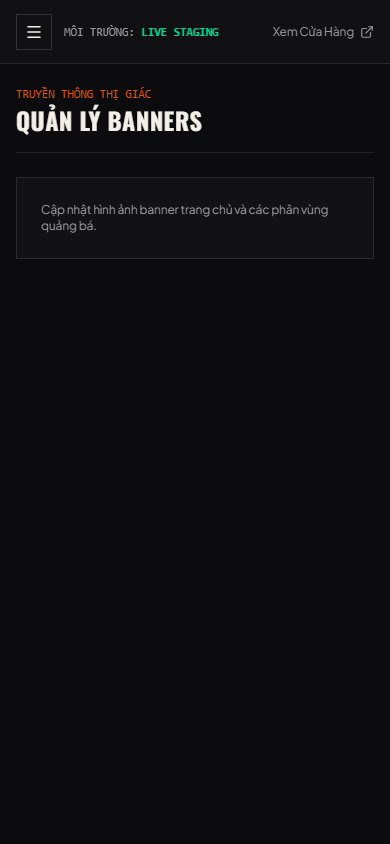 MÔI TRƯỜNG: LIVE STAGING
Xem Cửa Hàng
TRUYỀN THÔNG THỊ GIÁC
QUẢN LÝ BANNERS
Cập nhật hình ảnh banner trang chủ và các phân vùng
quảng bá.